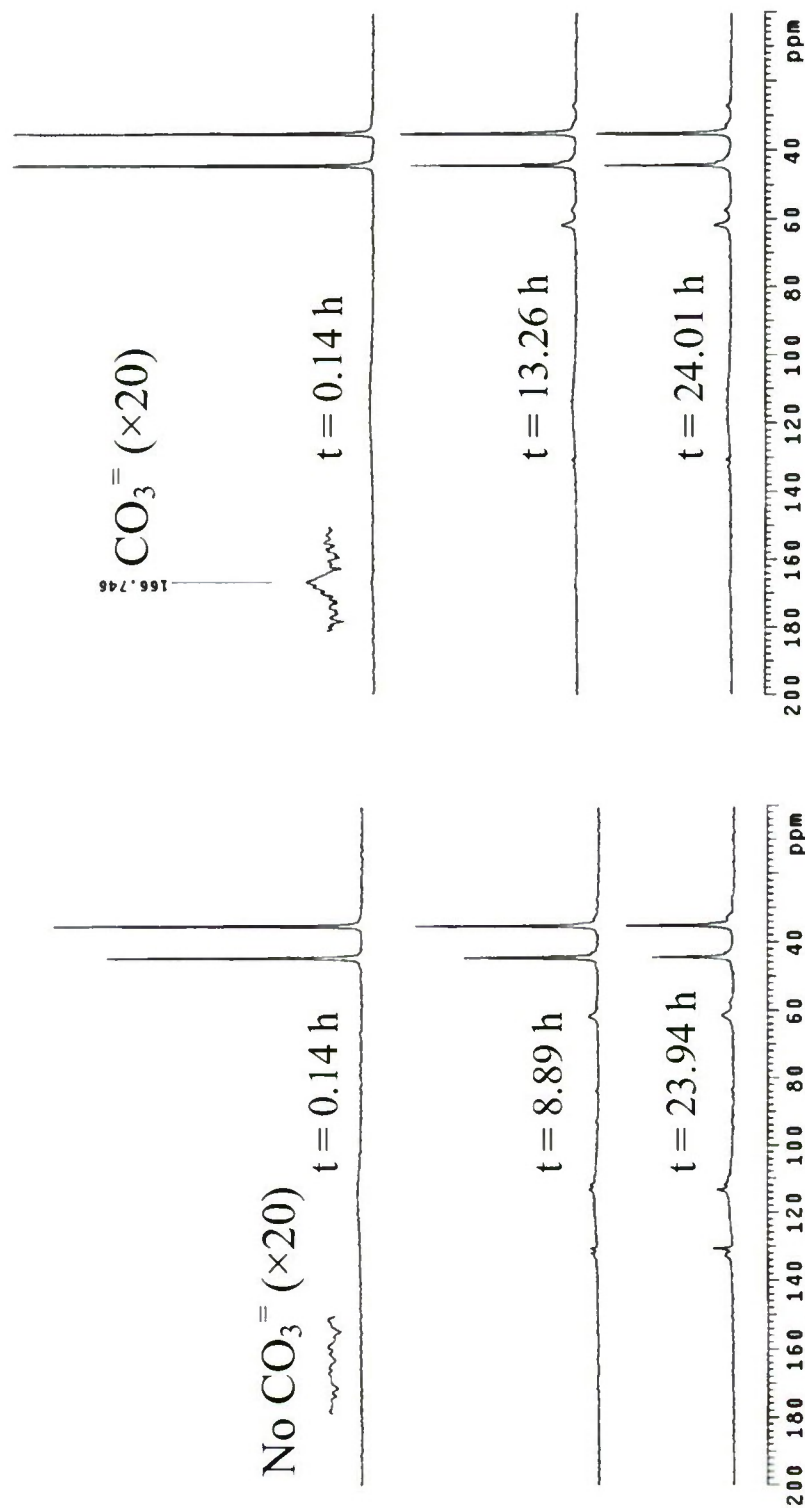 No CO₃⁼ (×20)
t = 0.14 h
t = 8.89 h
t = 23.94 h
200 180 160 140 120 100 80 60 40 ppm
166.746
CO₃⁼ (×20)
t = 0.14 h
t = 13.26 h
t = 24.01 h
200 180 160 140 120 100 80 60 40 ppm